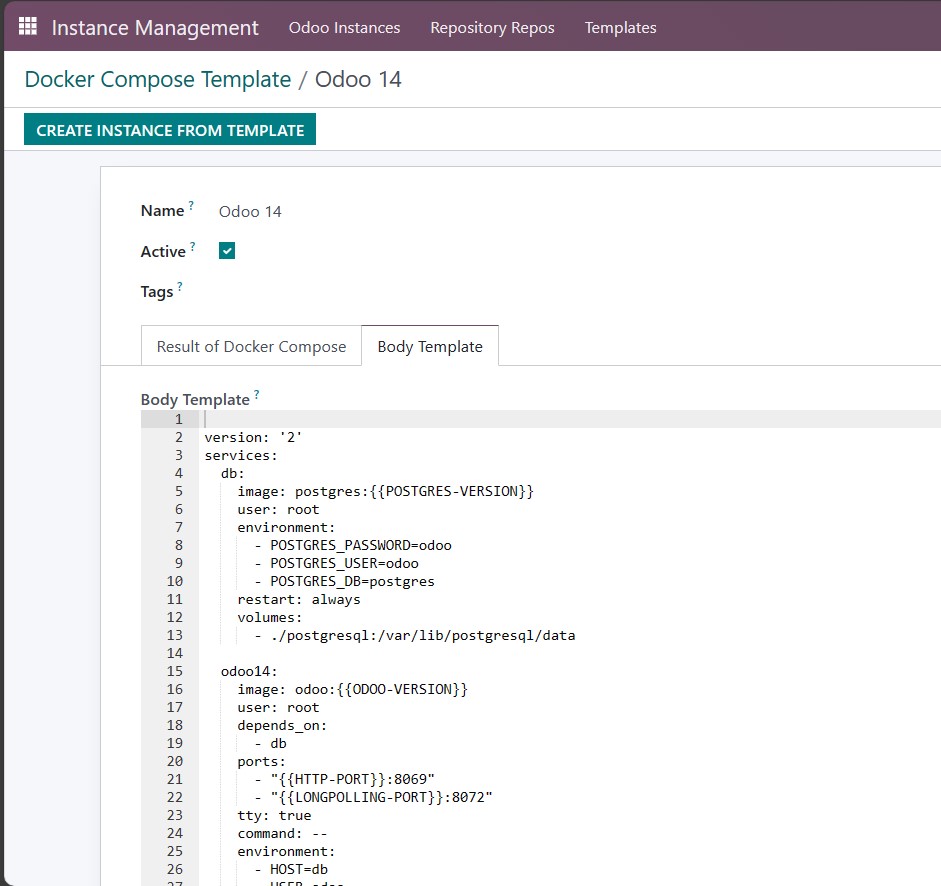 Instance Management Odoo Instances Repository Repos Templates
Docker Compose Template / Odoo 14
CREATE INSTANCE FROM TEMPLATE
Name ? Odoo 14
Active ?
Tags ?
Result of Docker Compose Body Template
Body Template ?
1
2 version: '2'
3 services:
4 db:
5 image: postgres:{{POSTGRES-VERSION}}
6 user: root
7 environment:
8 - POSTGRES_PASSWORD=odoo
9 - POSTGRES_USER=odoo
10 - POSTGRES_DB=postgres
11 restart: always
12 volumes:
13 - ./postgresql:/var/lib/postgresql/data
14
15 odoo14:
16 image: odoo:{{ODOO-VERSION}}
17 user: root
18 depends_on:
19 - db
20 ports:
21 - "{{HTTP-PORT}}:8069"
22 - "{{LONGPOLLING-PORT}}:8072"
23 tty: true
24 command: --
25 environment:
26 - HOST=db
27 - USER=odoo